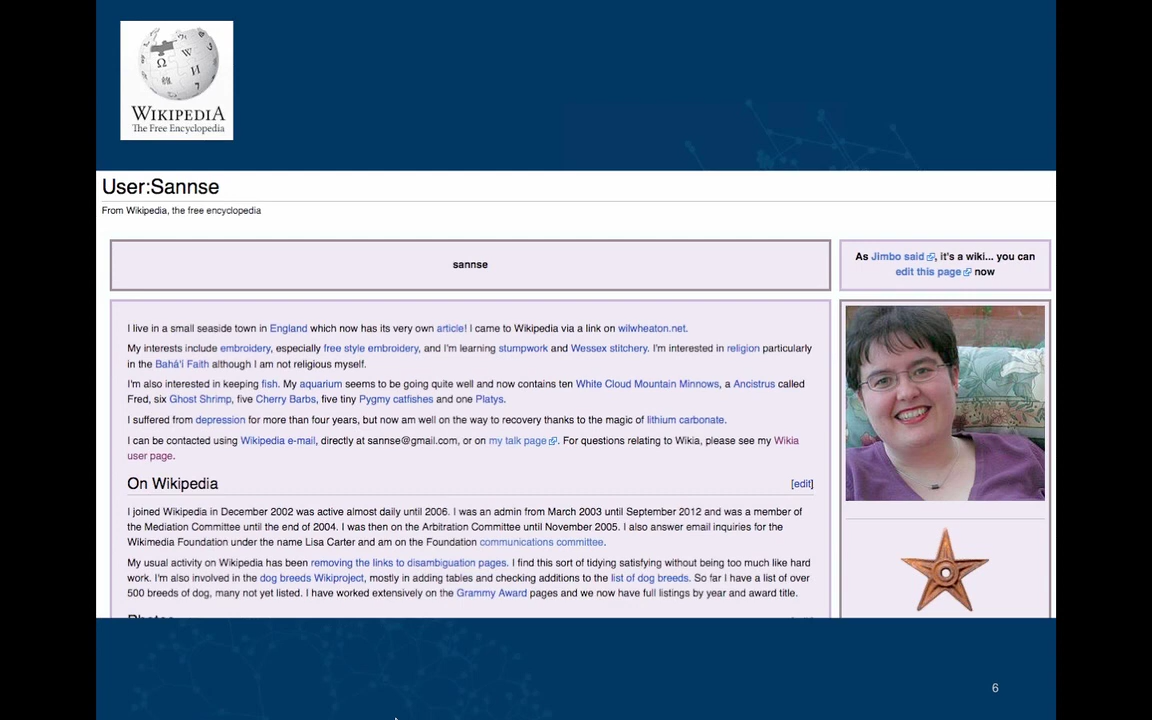 WIKIPEDIA
The Free Encyclopedia
User:Sannse
From Wikipedia, the free encyclopedia
sannse
As Jimbo said, it's a wiki... you can
edit this page now
I live in a small seaside town in England which now has its very own article! I came to Wikipedia via a link on wilwheaton.net.
My interests include embroidery, especially free style embroidery, and I'm learning stumpwork and Wessex stitchery. I'm interested in religion particularly
in the Bahá'í Faith although I am not religious myself.
I'm also interested in keeping fish. My aquarium seems to be going quite well and now contains ten White Cloud Mountain Minnows, a Ancistrus called
Fred, six Ghost Shrimp, five Cherry Barbs, five tiny Pygmy catfishes and one Platys.
I suffered from depression for more than four years, but now am well on the way to recovery thanks to the magic of lithium carbonate.
I can be contacted using Wikipedia e-mail, directly at sannse@gmail.com, or on my talk page. For questions relating to Wikia, please see my Wikia
user page.
On Wikipedia [edit]
I joined Wikipedia in December 2002 was active almost daily until 2006. I was an admin from March 2003 until September 2012 and was a member of
the Mediation Committee until the end of 2004. I was then on the Arbitration Committee until November 2005. I also answer email inquiries for the
Wikimedia Foundation under the name Lisa Carter and am on the Foundation communications committee.
My usual activity on Wikipedia has been removing the links to disambiguation pages. I find this sort of tidying satisfying without being too much like hard
work. I'm also involved in the dog breeds Wikiproject, mostly in adding tables and checking additions to the list of dog breeds. So far I have a list of over
500 breeds of dog, many not yet listed. I have worked extensively on the Grammy Award pages and we now have full listings by year and award title.
6